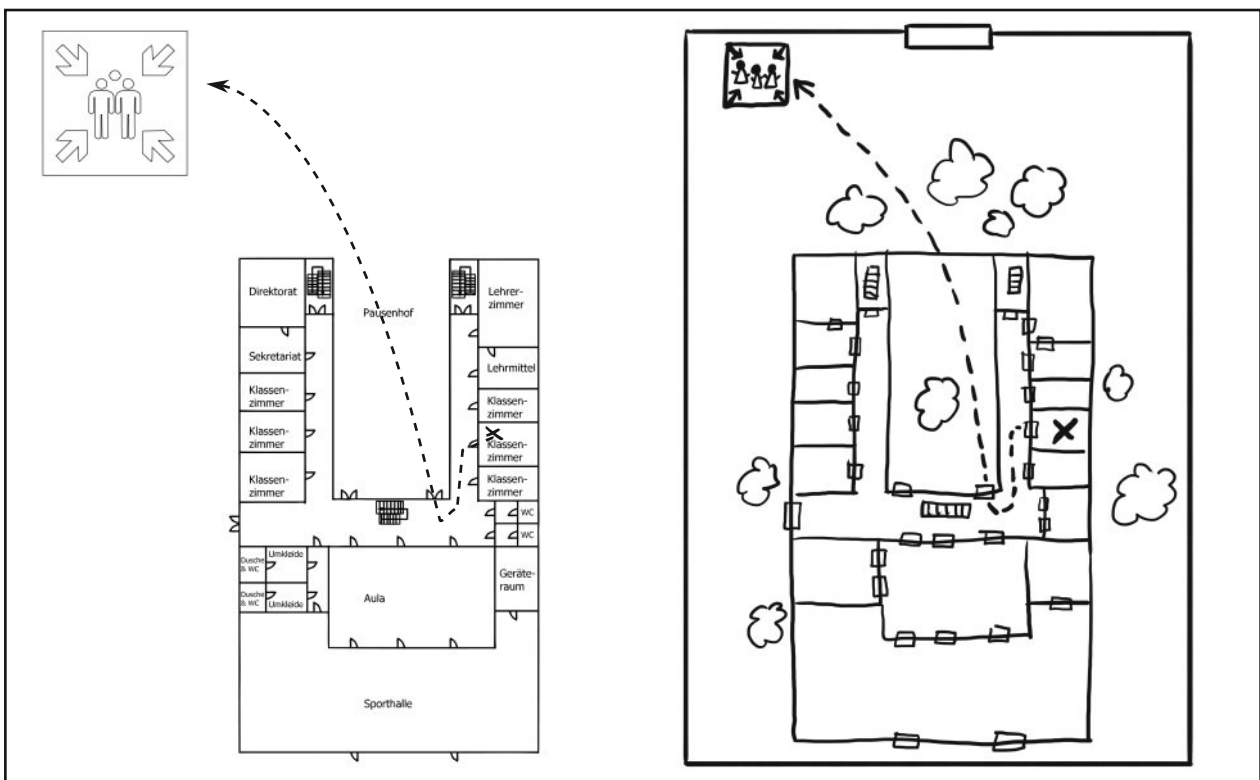 Direktorat
Pausenhof
Lehrer-
zimmer
Sekretariat
Lehrmittel
Klassen-
zimmer
Klassen-
zimmer
Klassen-
zimmer
Klassen-
zimmer
Klassen-
zimmer
Klassen-
zimmer
WC
WC
Dusche
& WC
Umkleide
Dusche
& WC
Umkleide
Aula
Geräte-
raum
Sporthalle